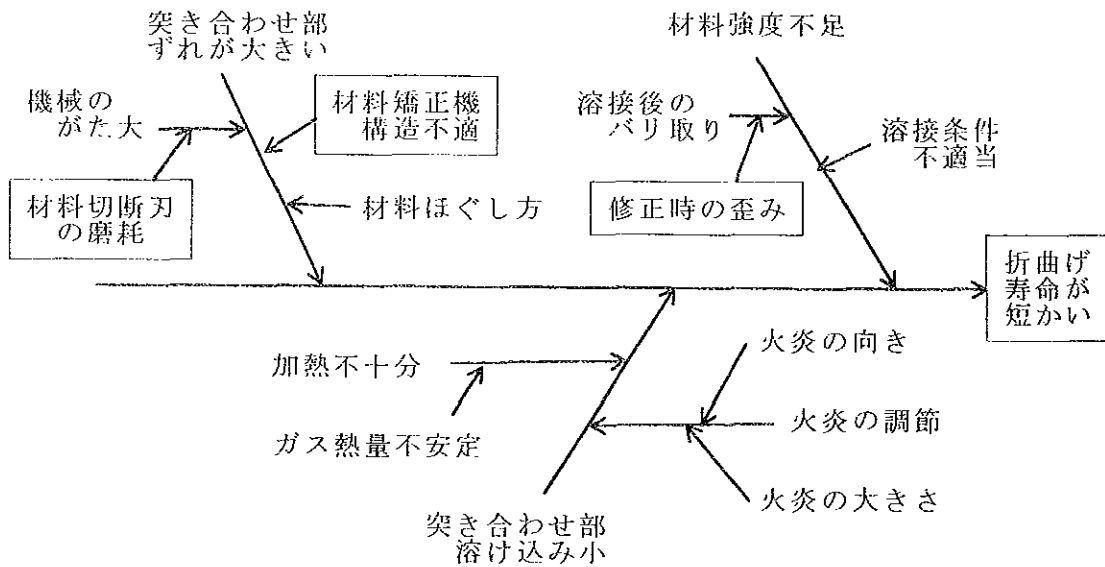 突き合わせ部
ずれが大きい
材料強度不足
機械の
がた大
材料矯正機
構造不適
溶接後の
バリ取り
溶接条件
不適当
材料切断刃
の磨耗
材料ほぐし方
修正時の歪み
折曲げ
寿命が
短かい
加熱不十分
火炎の向き
ガス熱量不安定
火炎の調節
火炎の大きさ
突き合わせ部
溶け込み小